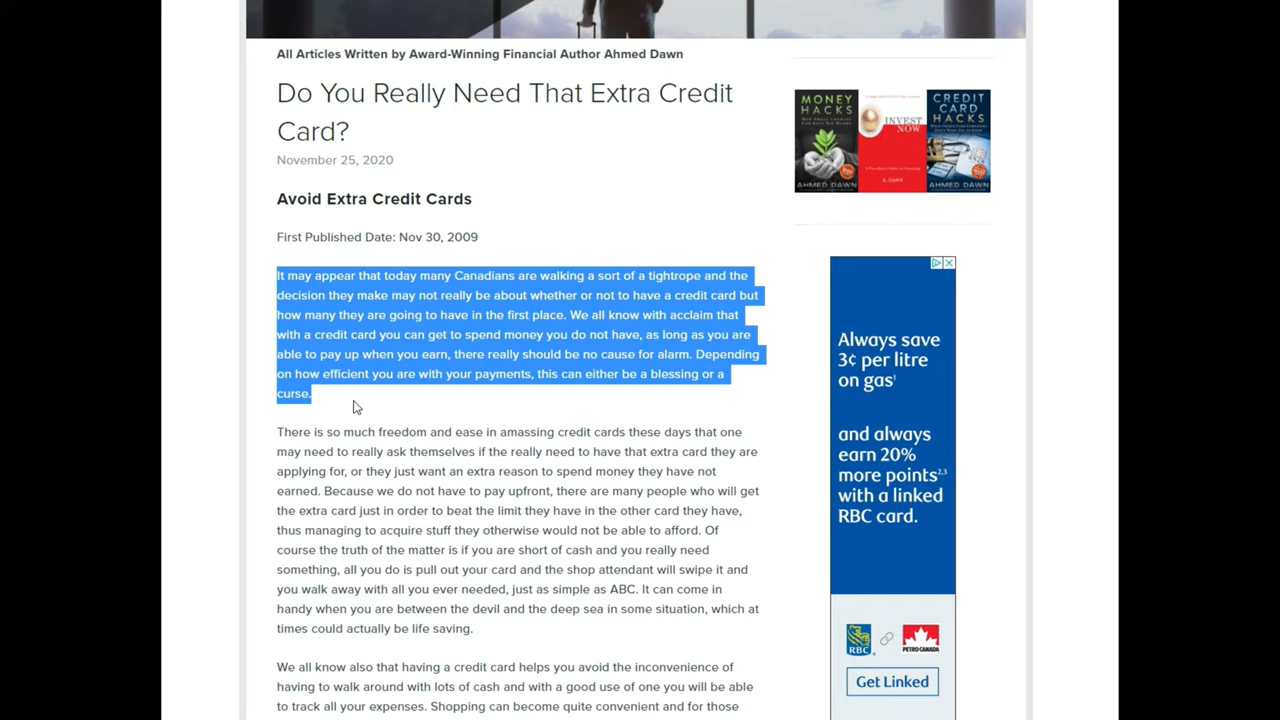 All Articles Written by Award-Winning Financial Author Ahmed Dawn
Do You Really Need That Extra Credit
Card?
November 25, 2020
Avoid Extra Credit Cards
First Published Date: Nov 30, 2009
It may appear that today many Canadians are walking a sort of a tightrope and the
decision they make may not really be about whether or not to have a credit card but
how many they are going to have in the first place. We all know with acclaim that
with a credit card you can get to spend money you do not have, as long as you are
able to pay up when you earn, there really should be no cause for alarm. Depending
on how efficient you are with your payments, this can either be a blessing or a
curse.
There is so much freedom and ease in amassing credit cards these days that one
may need to really ask themselves if the really need to have that extra card they are
applying for, or they just want an extra reason to spend money they have not
earned. Because we do not have to pay upfront, there are many people who will get
the extra card just in order to beat the limit they have in the other card they have,
thus managing to acquire stuff they otherwise would not be able to afford. Of
course the truth of the matter is if you are short of cash and you really need
something, all you do is pull out your card and the shop attendant will swipe it and
you walk away with all you ever needed, just as simple as ABC. It can come in
handy when you are between the devil and the deep sea in some situation, which at
times could actually be life saving.
We all know also that having a credit card helps you avoid the inconvenience of
having to walk around with lots of cash and with a good use of one you will be able
to track all your expenses. Shopping can become quite convenient and for those
MONEY
HACKS
AHMED DAWN
INVEST
NOW
A. DAWN
CREDIT
CARD
HACKS
AHMED DAWN
Always save
3¢ per litre
on gas¹
and always
earn 20%
more points²,³
with a linked
RBC card.
RBC
PETRO-CANADA
Get Linked